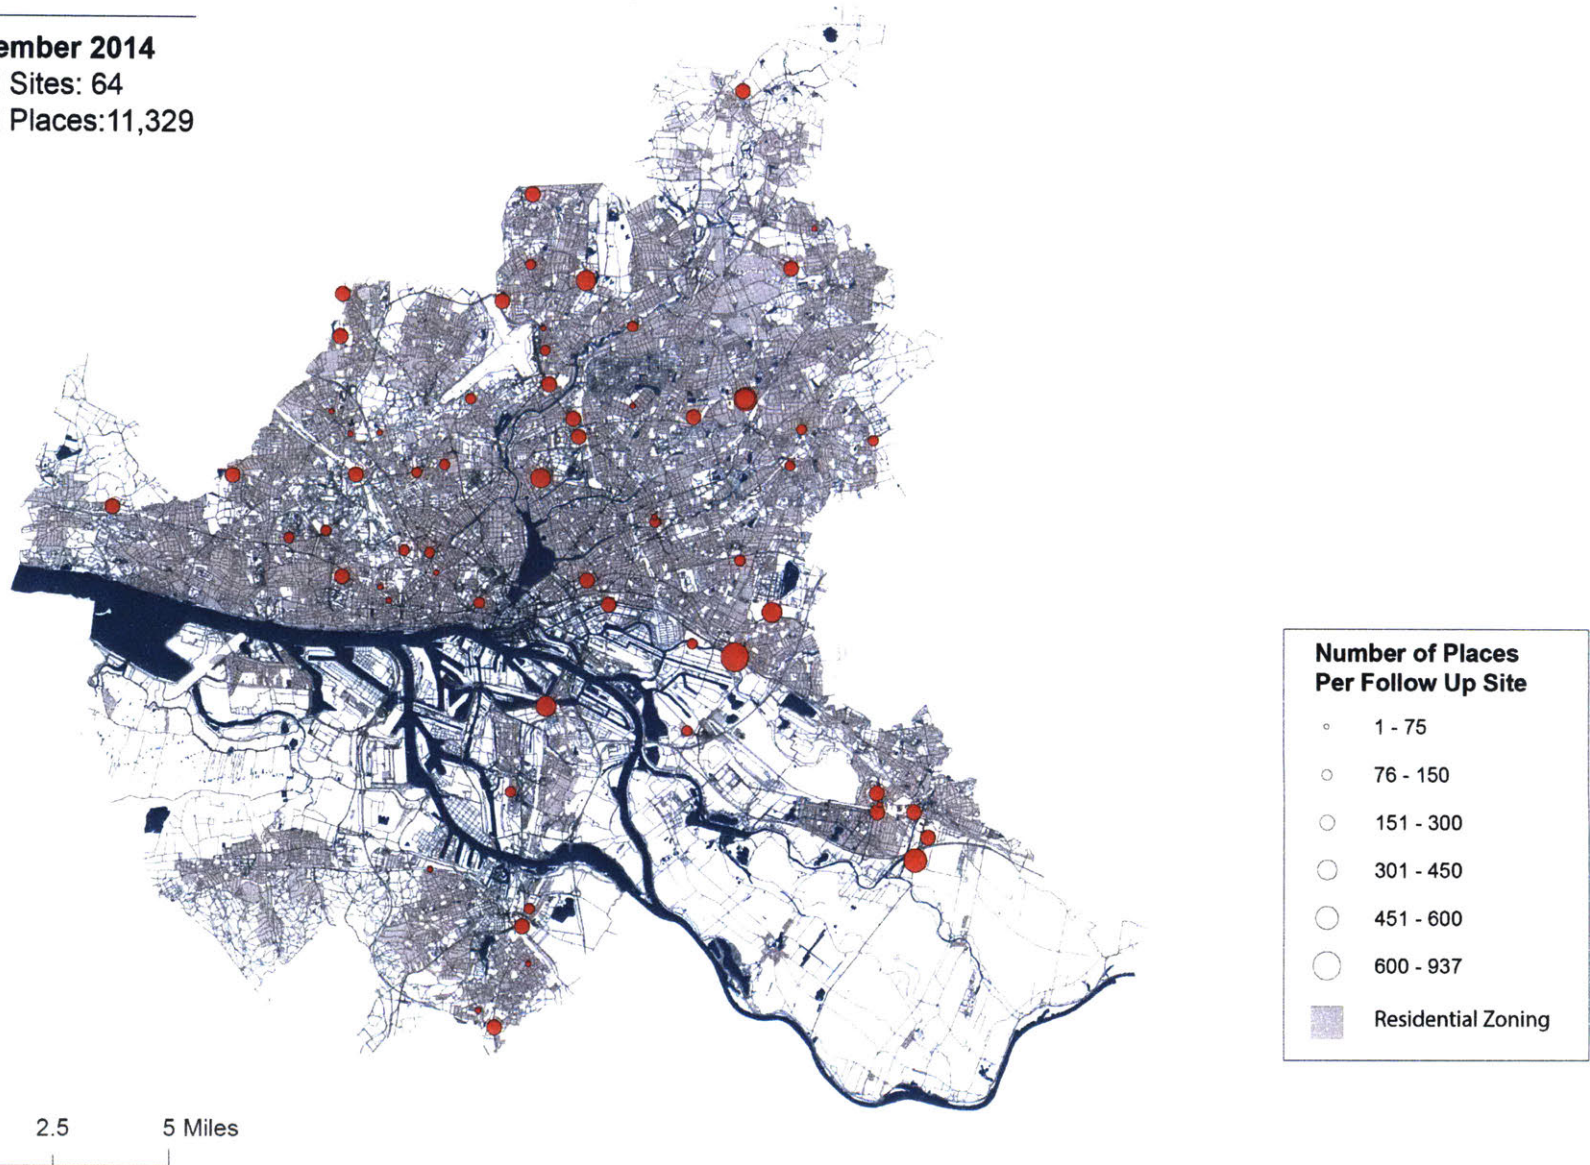 ember 2014
Sites: 64
Places:11,329
Number of Places
Per Follow Up Site
1 - 75
76 - 150
151 - 300
301 - 450
451 - 600
600 - 937
Residential Zoning
2.5 5 Miles